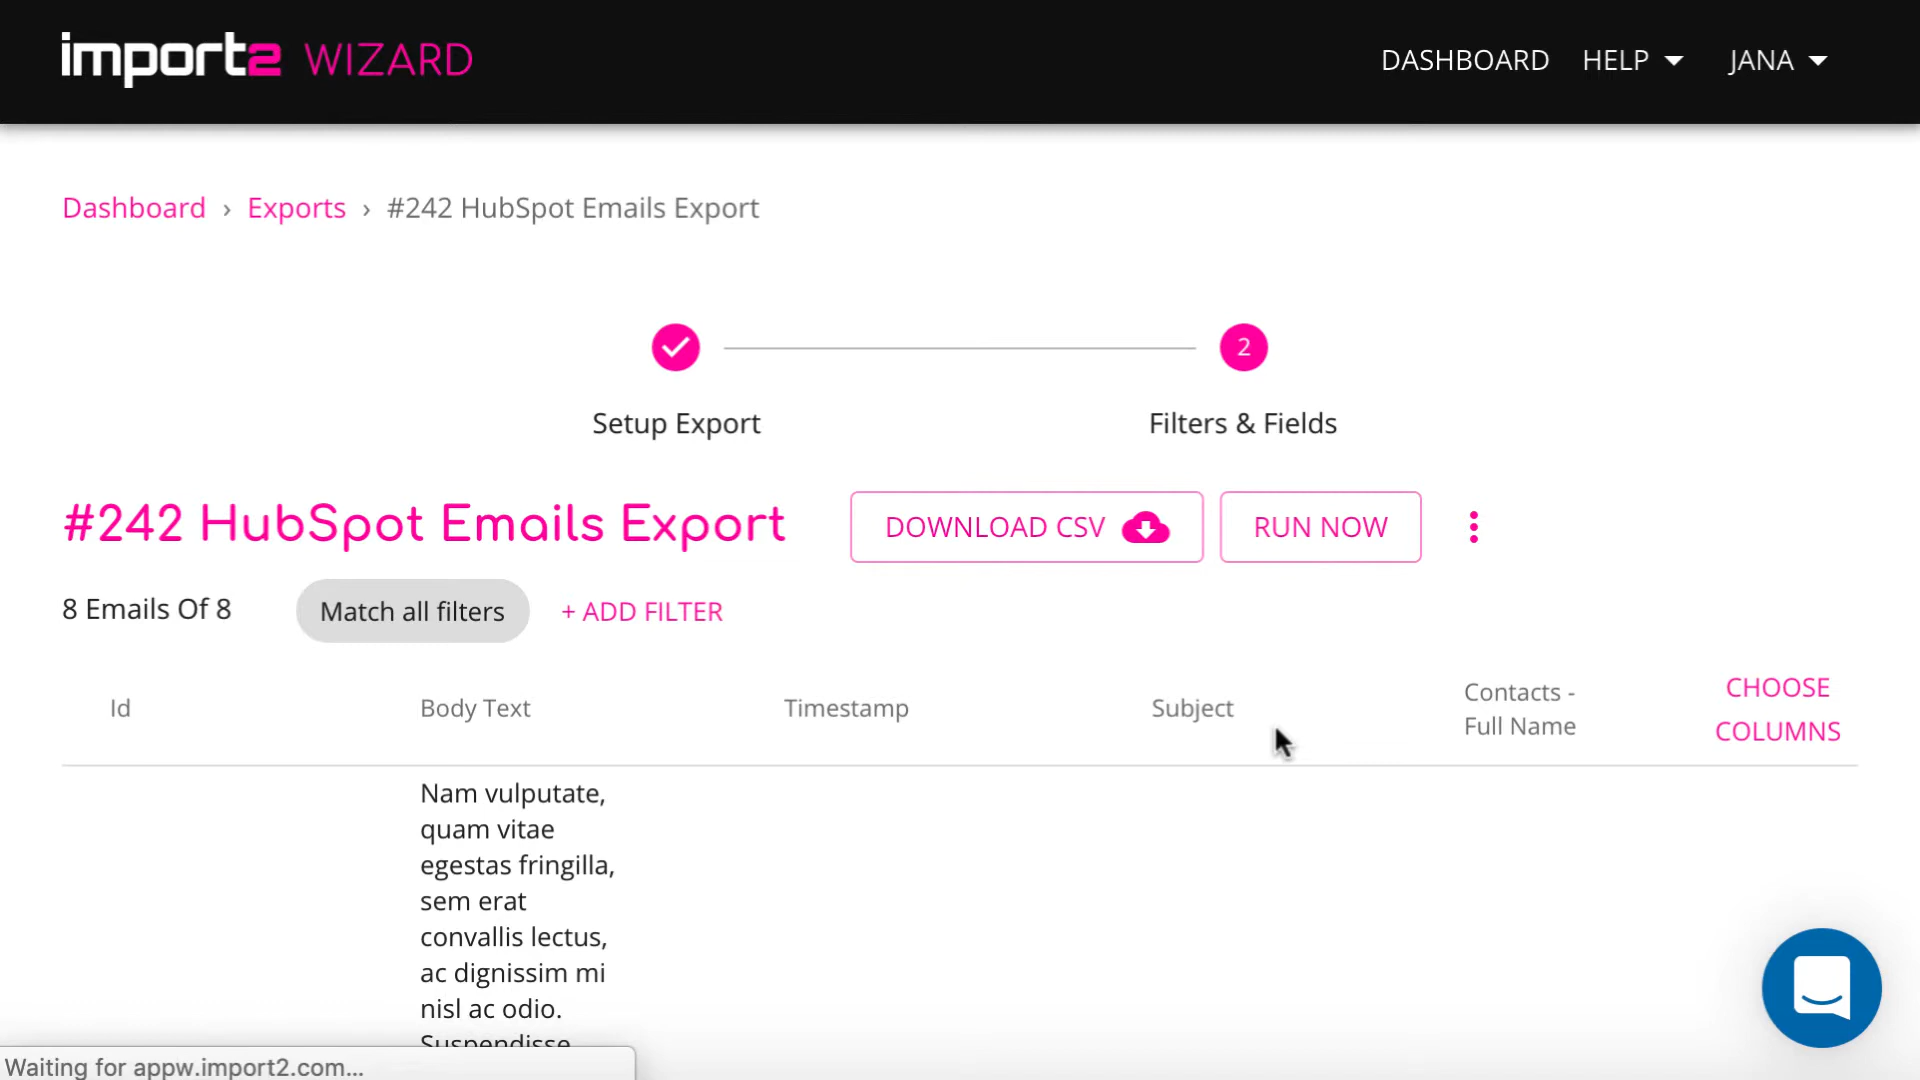 import2 WIZARD
DASHBOARD HELP JANA
Dashboard › Exports › #242 HubSpot Emails Export
2
Setup Export Filters & Fields
#242 HubSpot Emails Export DOWNLOAD CSV RUN NOW
8 Emails Of 8 Match all filters + ADD FILTER
Id Body Text Timestamp Subject Contacts -
Full Name CHOOSE
COLUMNS
Nam vulputate,
quam vitae
egestas fringilla,
sem erat
convallis lectus,
ac dignissim mi
nisl ac odio.
Suspendisse
Waiting for appw.import2.com...